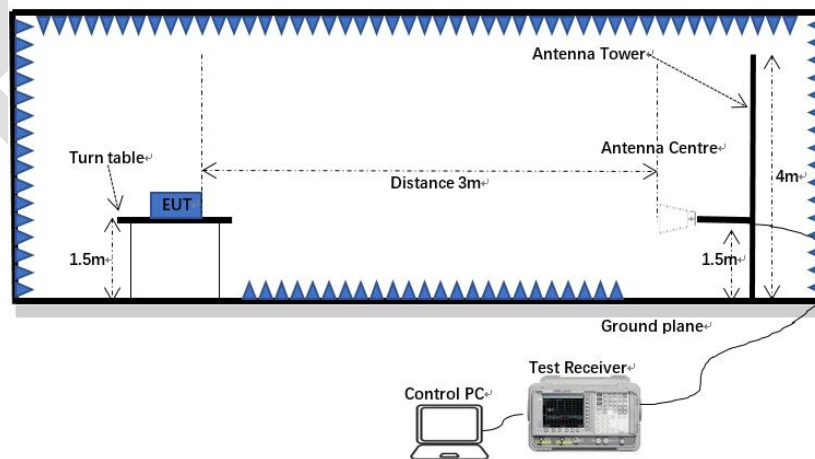 Antenna Tower
Turn table
Antenna Centre
Distance 3m
4m
EUT
1.5m
1.5m
Ground plane
Test Receiver
Control PC